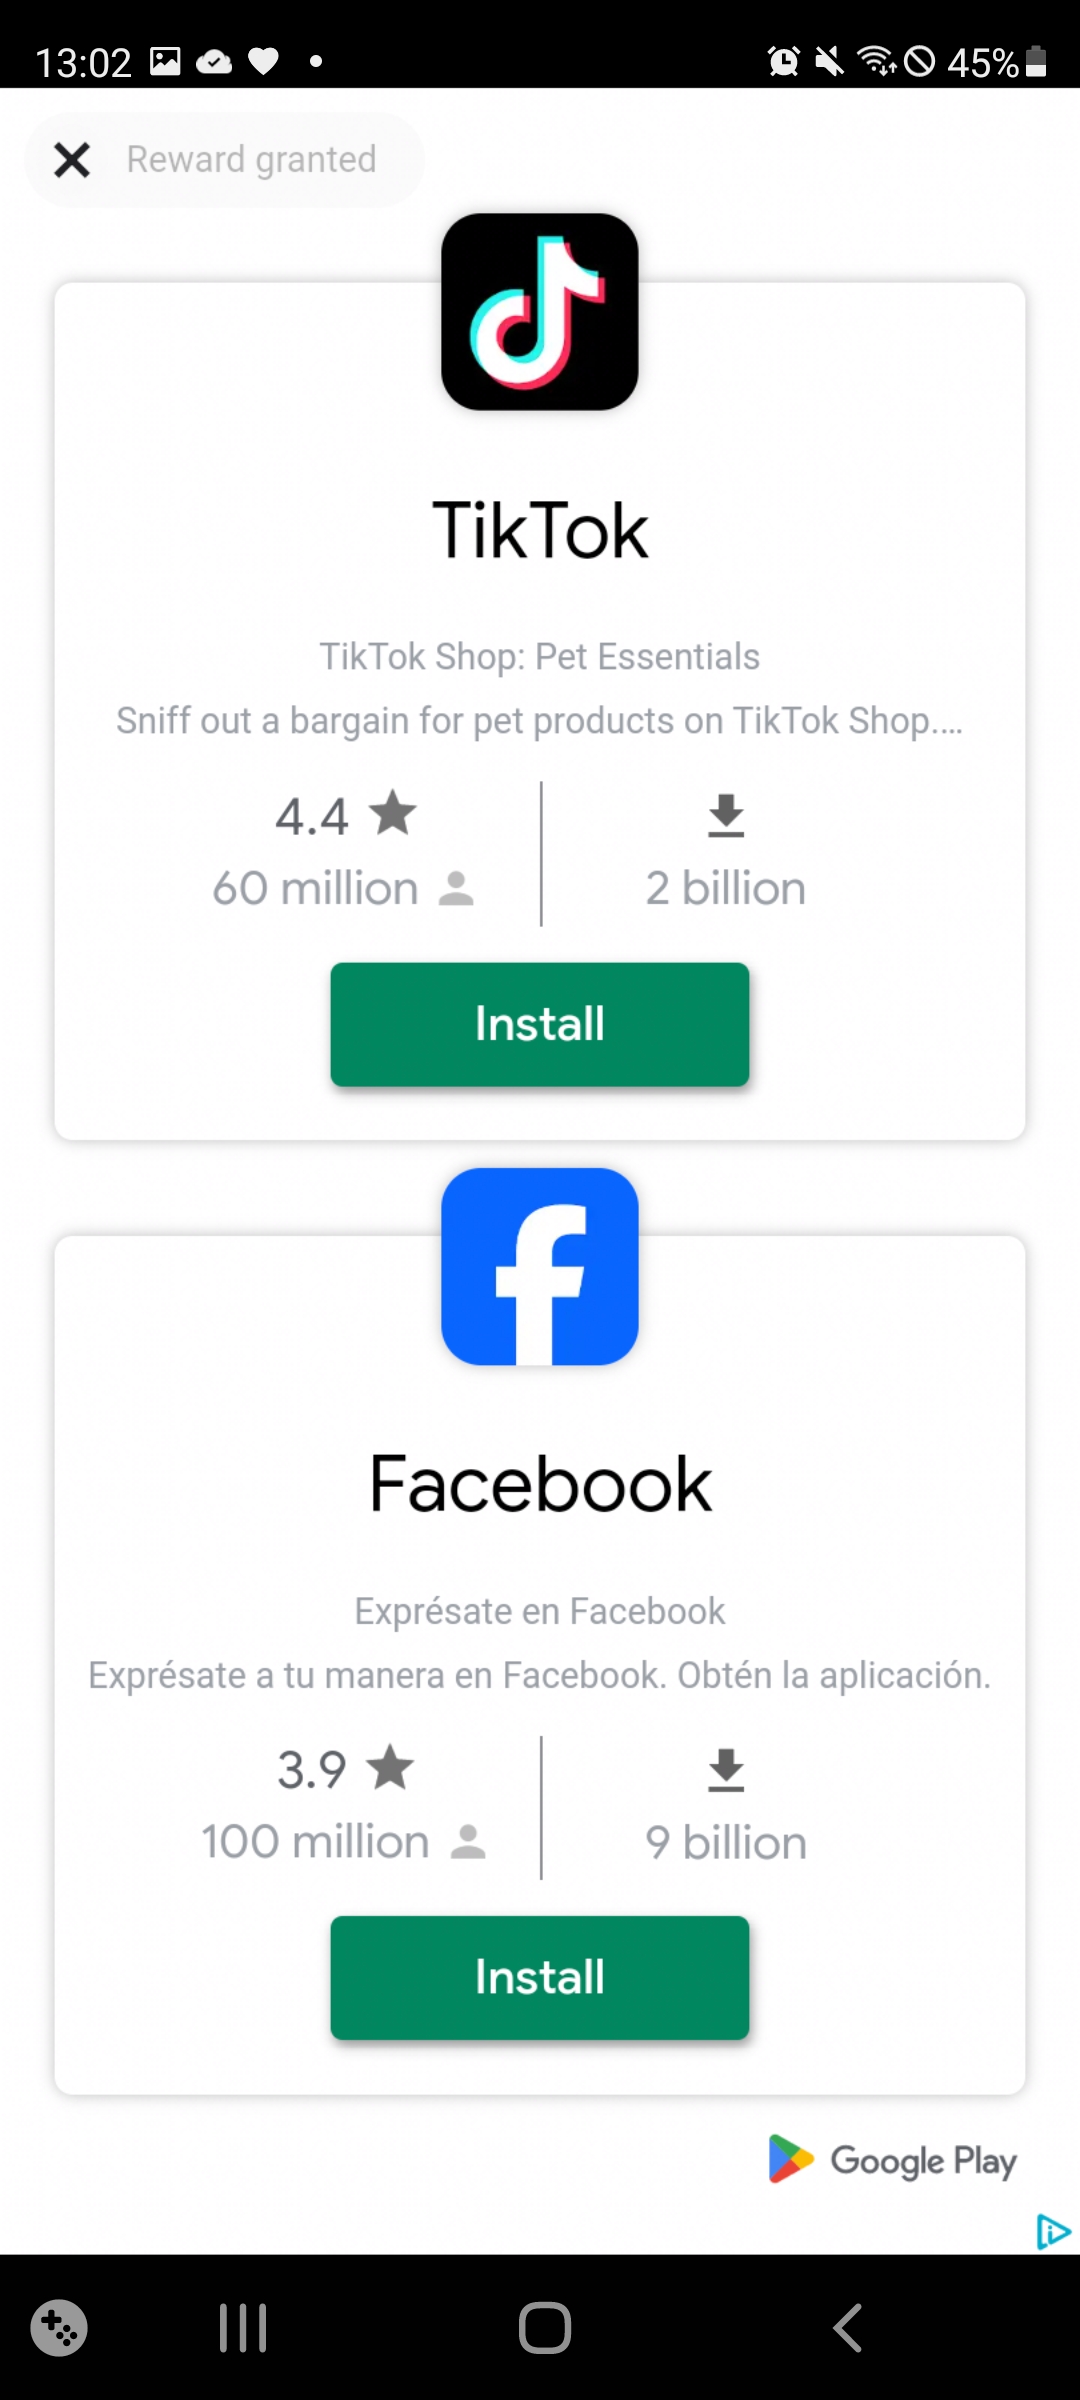 13:02
45%
Reward granted
TikTok
TikTok Shop: Pet Essentials
Sniff out a bargain for pet products on TikTok Shop....
4.4
60 million
2 billion
Install
Facebook
Exprésate en Facebook
Exprésate a tu manera en Facebook. Obtén la aplicación.
3.9
100 million
9 billion
Install
Google Play